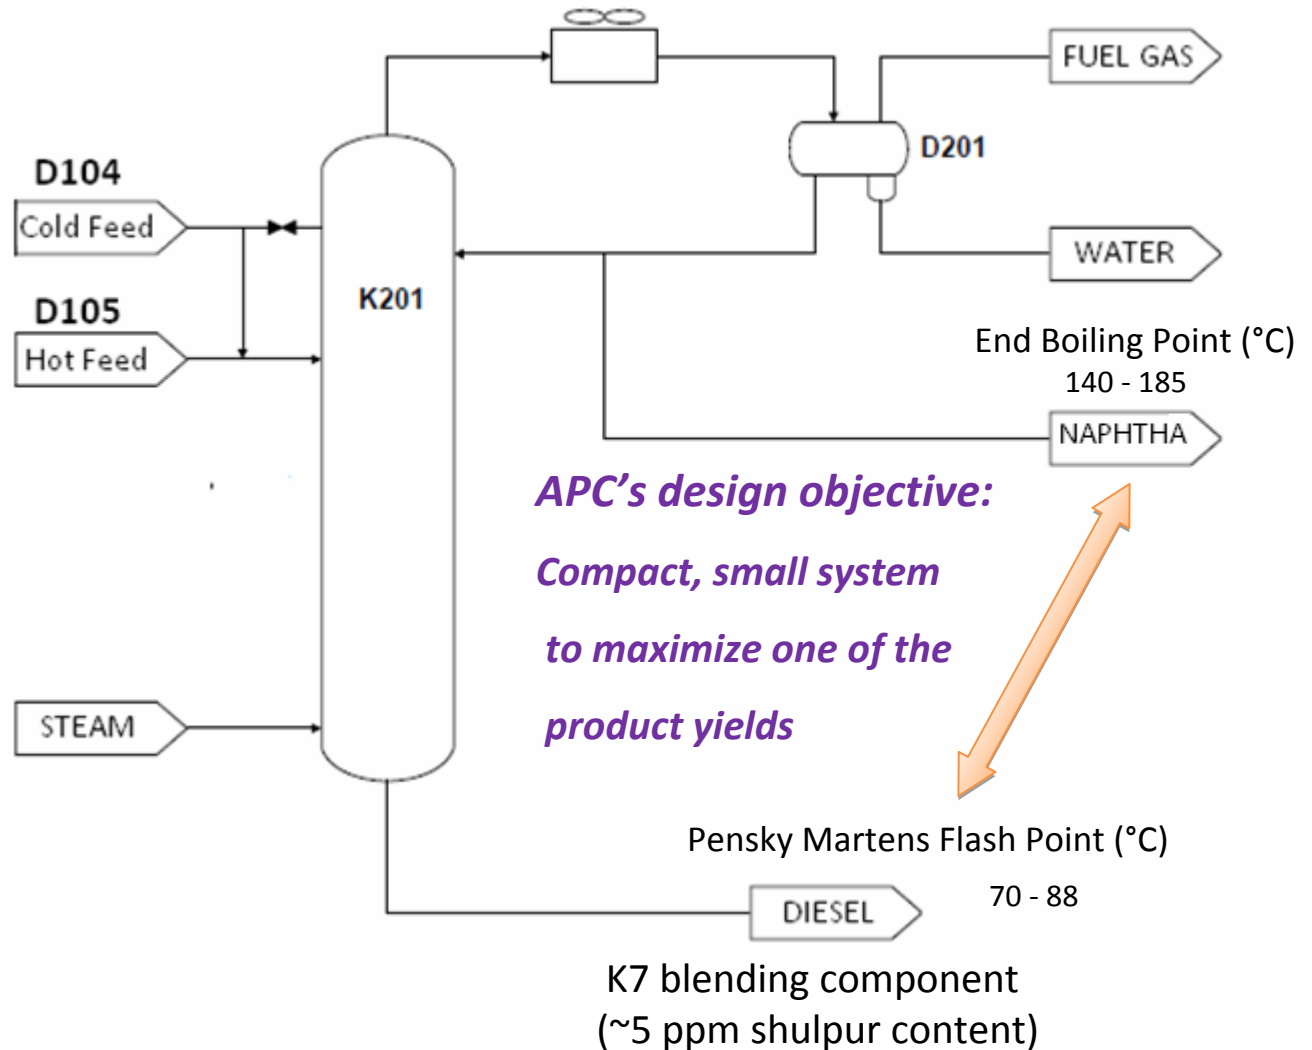 FUEL GAS
D201
D104
Cold Feed
WATER
K201
D105
Hot Feed
End Boiling Point (°C)
140 - 185
NAPHTHA
APC's design objective:
Compact, small system
to maximize one of the
product yields
STEAM
Pensky Martens Flash Point (°C)
70 - 88
DIESEL
K7 blending component
(~5 ppm shulpur content)